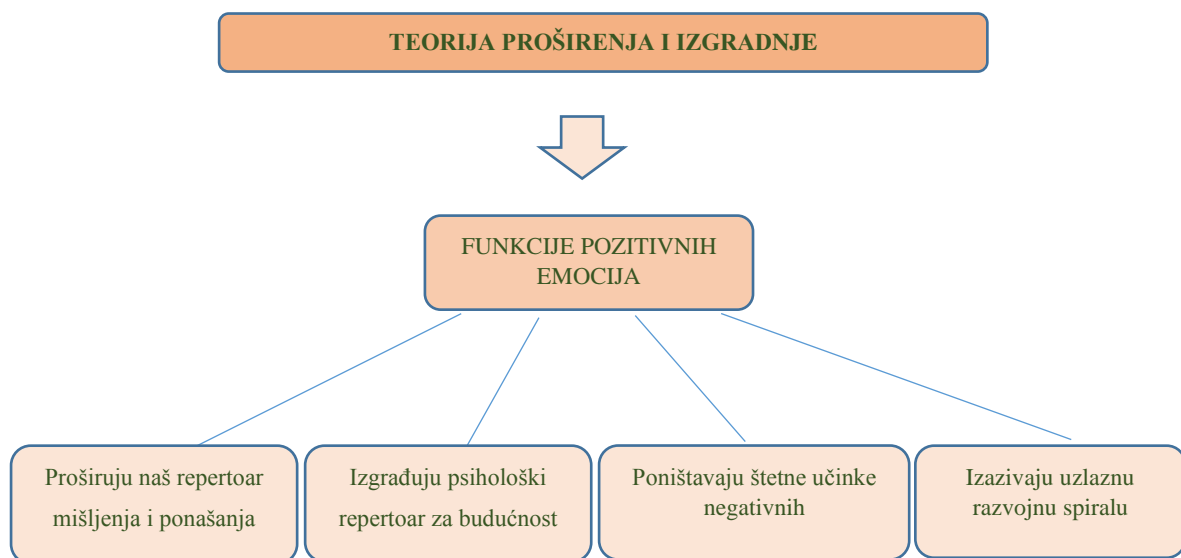 TEORIJA PROŠIRENJA I IZGRADNJE
FUNKCIJE POZITIVNIH
EMOCIJA
Proširuju naš repertoar
mišljenja i ponašanja
Izgrađuju psihološki
repertoar za budućnost
Poništavaju štetne učinke
negativnih
Izazivaju uzlaznu
razvojnu spiralu